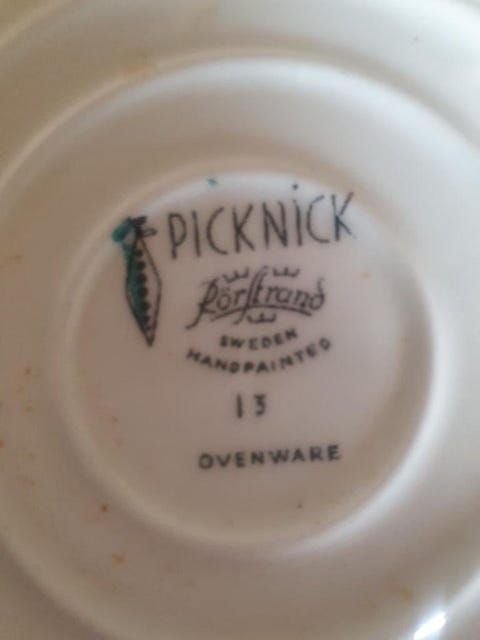 PICKNiCK
RörStrand
SWEDEN
HANDPAINTED
13
OVENWARE